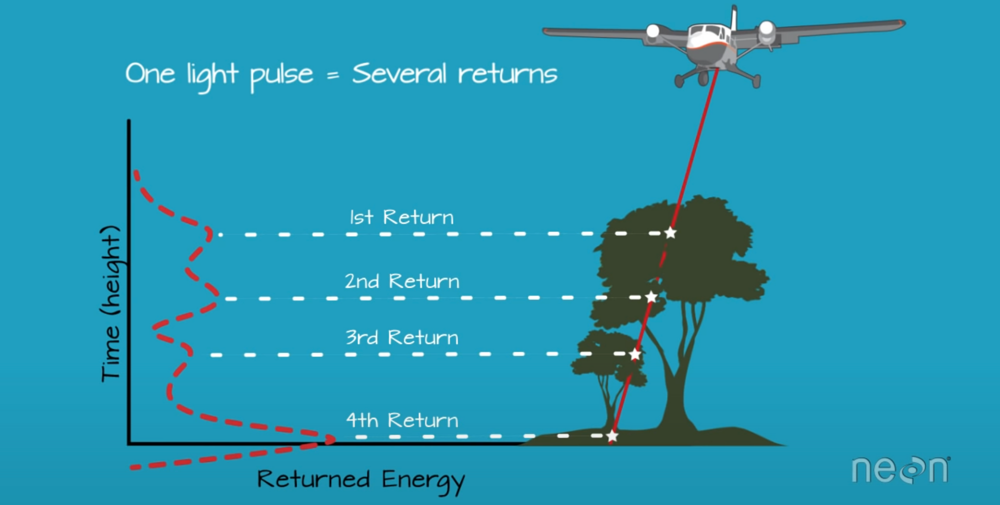 One light pulse = Several returns
1st Return
2nd Return
3rd Return
4th Return
Time (height)
Returned Energy
neon